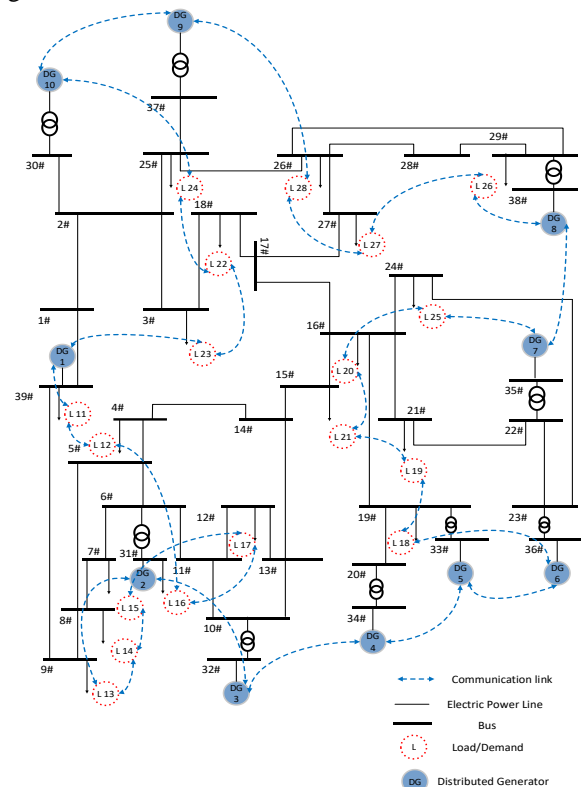 DG
9
DG
10
37#
30#
25#
26#
29#
28#
L 24
L 28
L 26
38#
18#
2#
27#
DG
8
17#
L 27
L 22
24#
1#
3#
16#
L 25
L 23
DG
1
L 20
DG
7
15#
39#
35#
4#
L 11
14#
21#
22#
L 12
L 21
5#
L 19
6#
12#
19#
23#
L 17
L 18
33#
36#
7#
31#
11#
13#
DG
2
20#
DG
5
DG
6
L 15
L 16
8#
10#
34#
L 14
DG
4
9#
32#
L 13
DG
3
Communication link
Electric Power Line
Bus
L
Load/Demand
DG
Distributed Generator